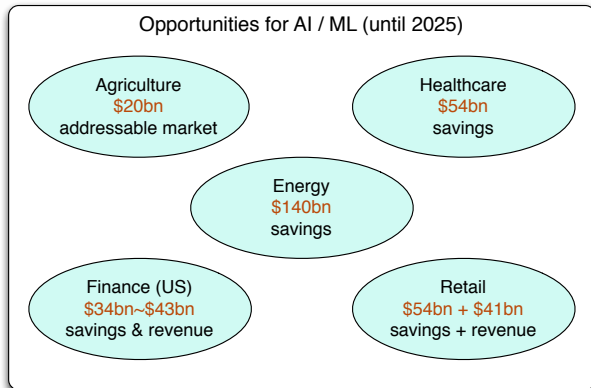 Opportunities for AI / ML (until 2025)
Agriculture
$20bn
addressable market
Healthcare
$54bn
savings
Energy
$140bn
savings
Finance (US)
$34bn~$43bn
savings & revenue
Retail
$54bn + $41bn
savings + revenue